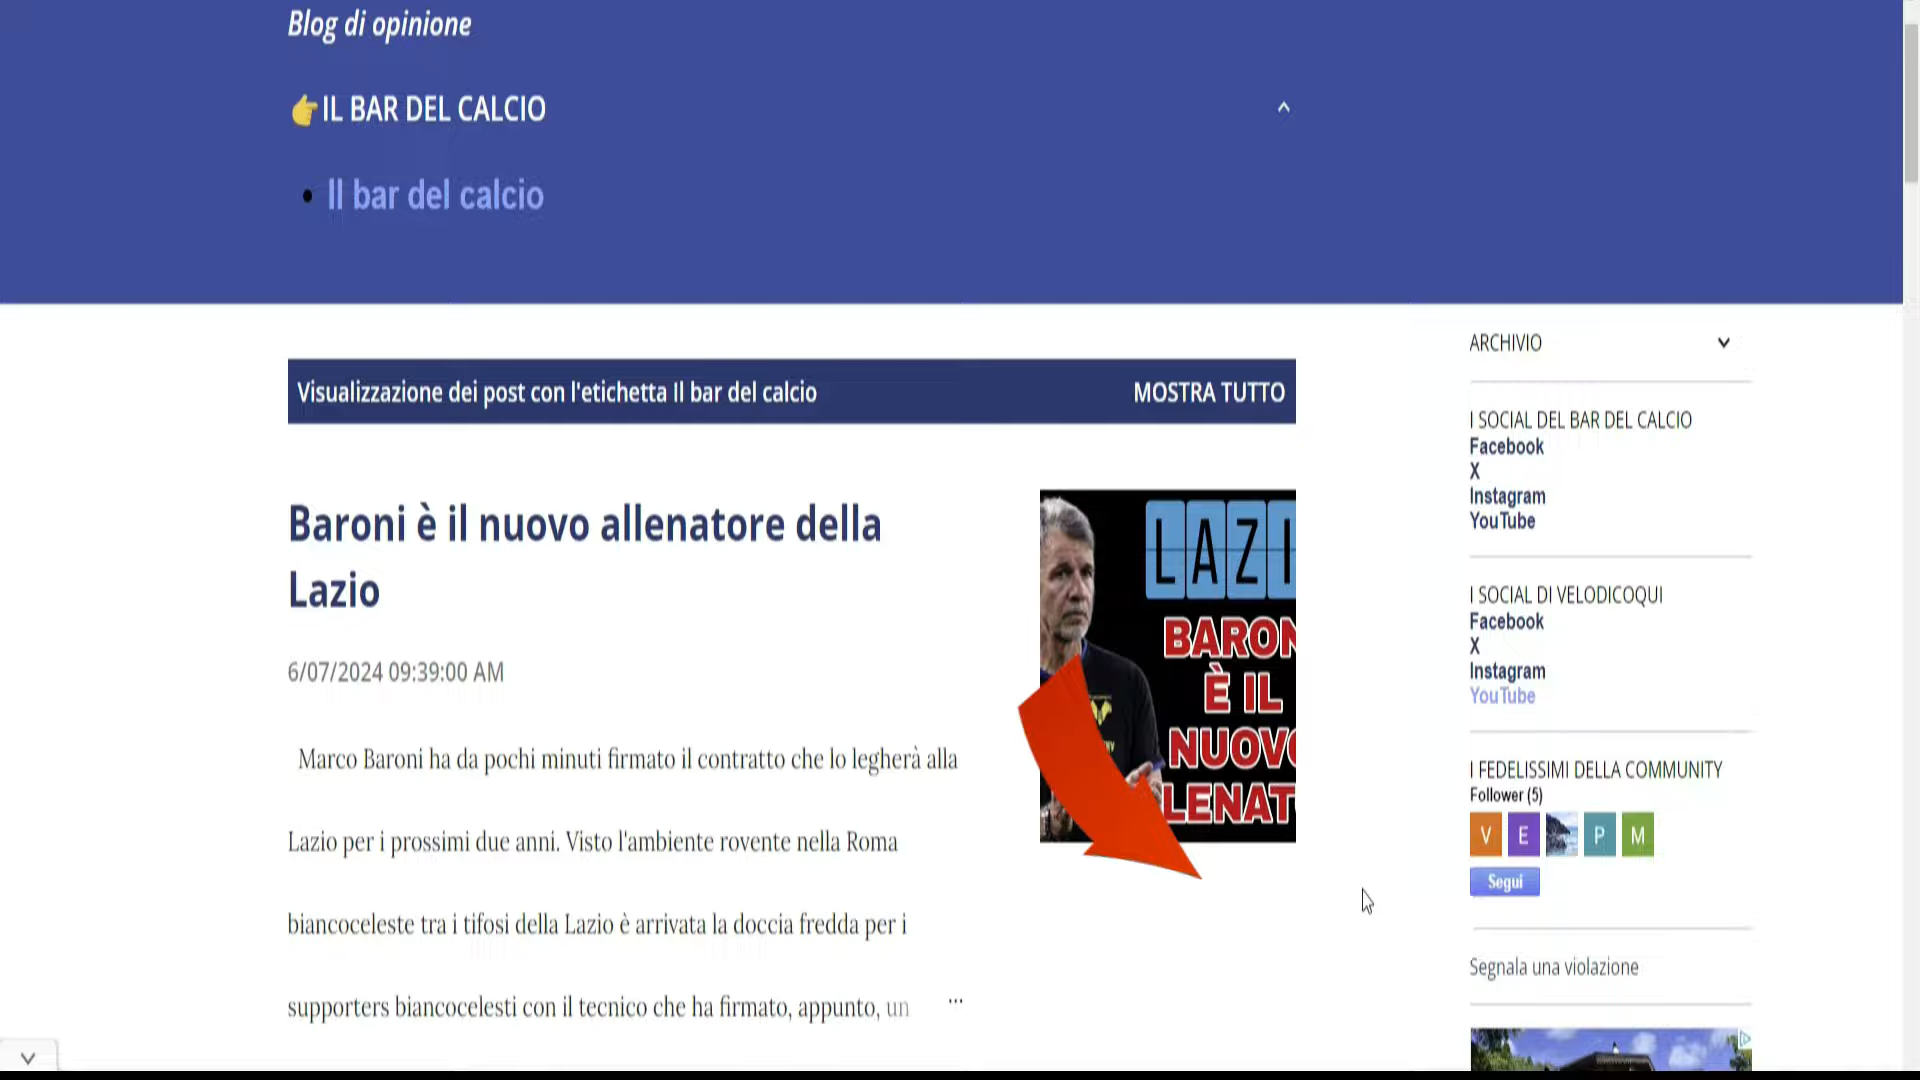 Blog di opinione
👉IL BAR DEL CALCIO
• Il bar del calcio
Visualizzazione dei post con l'etichetta Il bar del calcio
MOSTRA TUTTO
Baroni è il nuovo allenatore della
Lazio
6/07/2024 09:39:00 AM
Marco Baroni ha da pochi minuti firmato il contratto che lo legherà alla
Lazio per i prossimi due anni. Visto l'ambiente rovente nella Roma
biancoceleste tra i tifosi della Lazio è arrivata la doccia fredda per i
supporters biancocelesti con il tecnico che ha firmato, appunto, un
...
LAZI
BARON
È IL
NUOVO
LENAT
ARCHIVIO
I SOCIAL DEL BAR DEL CALCIO
Facebook
X
Instagram
YouTube
I SOCIAL DI VELODICOQUI
Facebook
X
Instagram
YouTube
I FEDELISSIMI DELLA COMMUNITY
Follower (5)
V E P M
Segui
Segnala una violazione